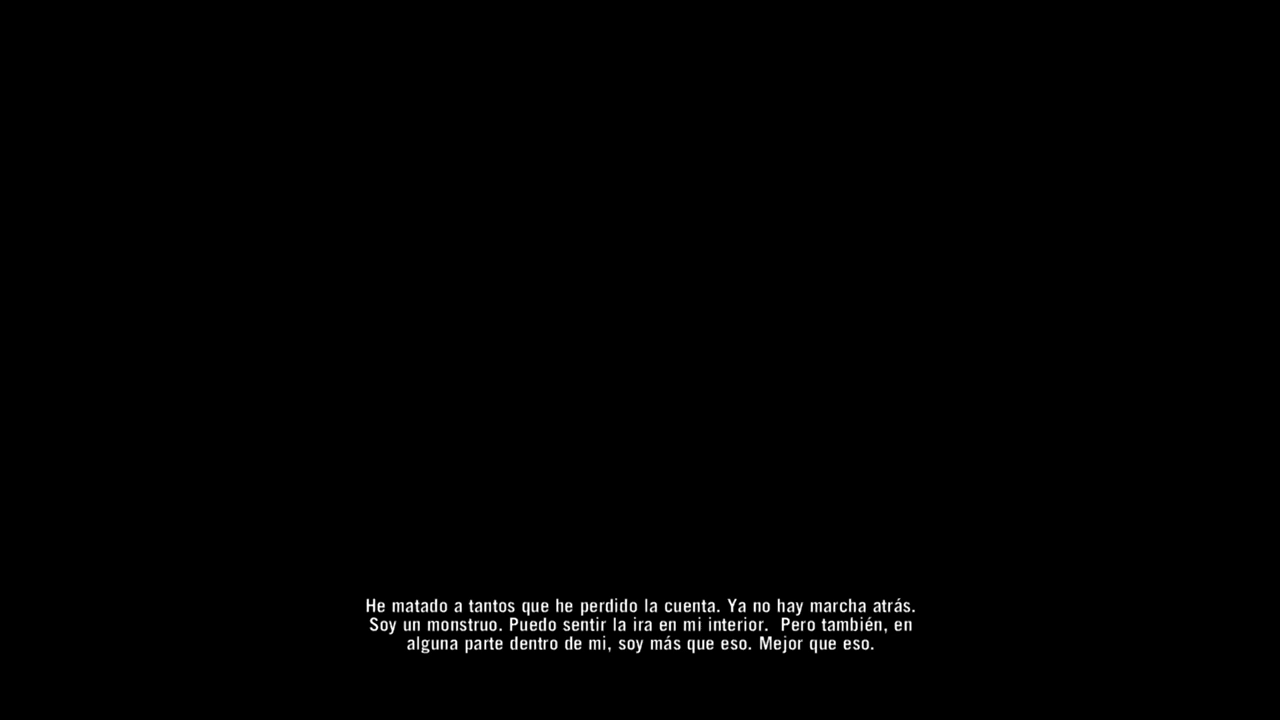 He matado a tantos que he perdido la cuenta. Ya no hay marcha atrás.
Soy un monstruo. Puedo sentir la ira en mi interior.  Pero también, en
alguna parte dentro de mi, soy más que eso. Mejor que eso.